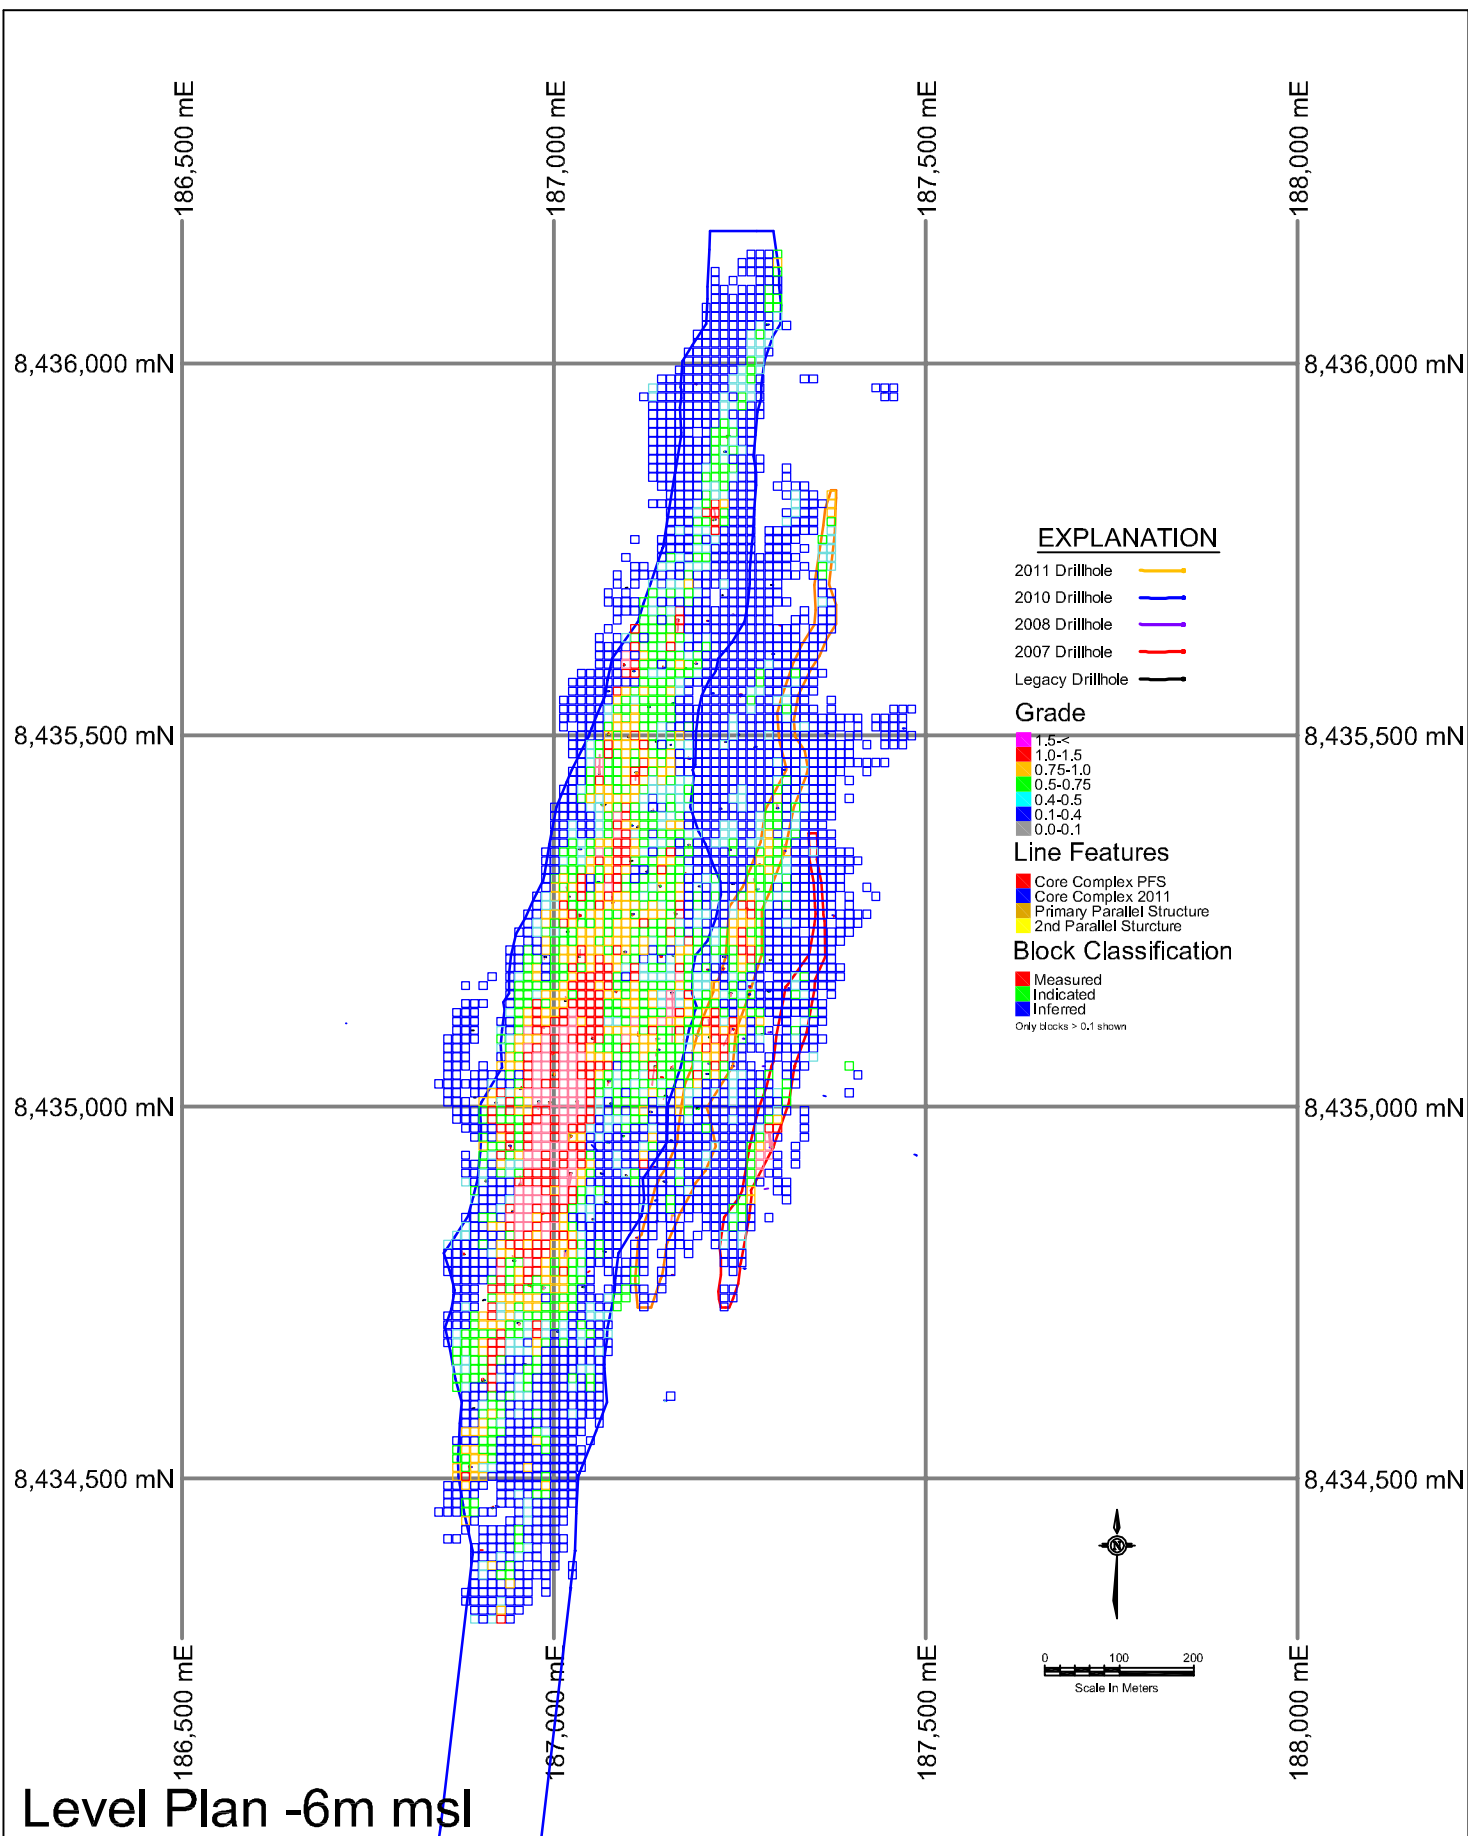 186,500 mE
187,000 mE
187,500 mE
188,000 mE
8,436,000 mN
8,436,000 mN
EXPLANATION
2011 Drillhole
2010 Drillhole
2008 Drillhole
2007 Drillhole
Legacy Drillhole
Grade
1.5-<
1.0-1.5
0.75-1.0
0.5-0.75
0.4-0.5
0.1-0.4
0.0-0.1
8,435,500 mN
8,435,500 mN
Line Features
Core Complex PFS
Core Complex 2011
Primary Parallel Structure
2nd Parallel Sturcture
Block Classification
Measured
Indicated
Inferred
Only blocks > 0.1 shown
8,435,000 mN
8,435,000 mN
8,434,500 mN
8,434,500 mN
N
0 100 200
Scale In Meters
186,500 mE
187,000 mE
187,500 mE
188,000 mE
Level Plan -6m msl